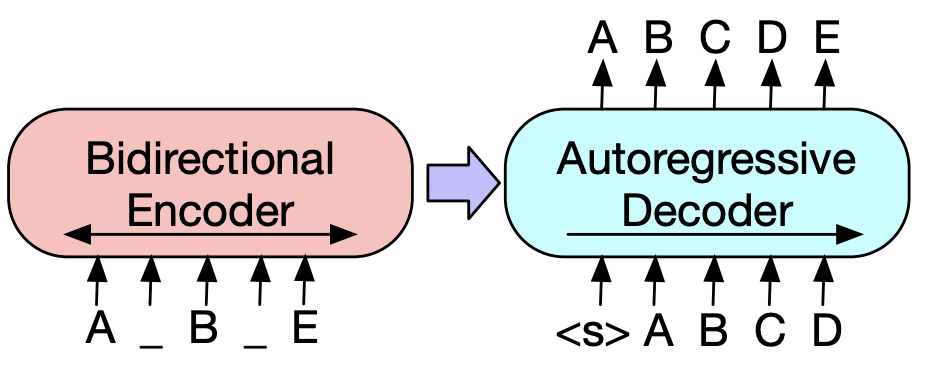 A B C D E
Bidirectional
Encoder
Autoregressive
Decoder
A _ B _ E
<s> A B C D